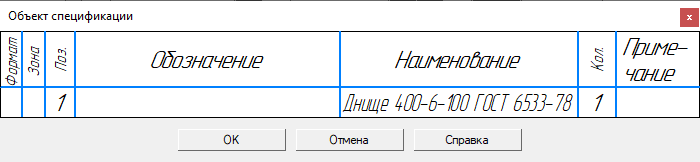 Объект спецификации
Формат Зона Поз. Обозначение Наименование Кол. Приме-
чание
1 Днище 400-6-100 ГОСТ 6533-78 1
OK Отмена Справка